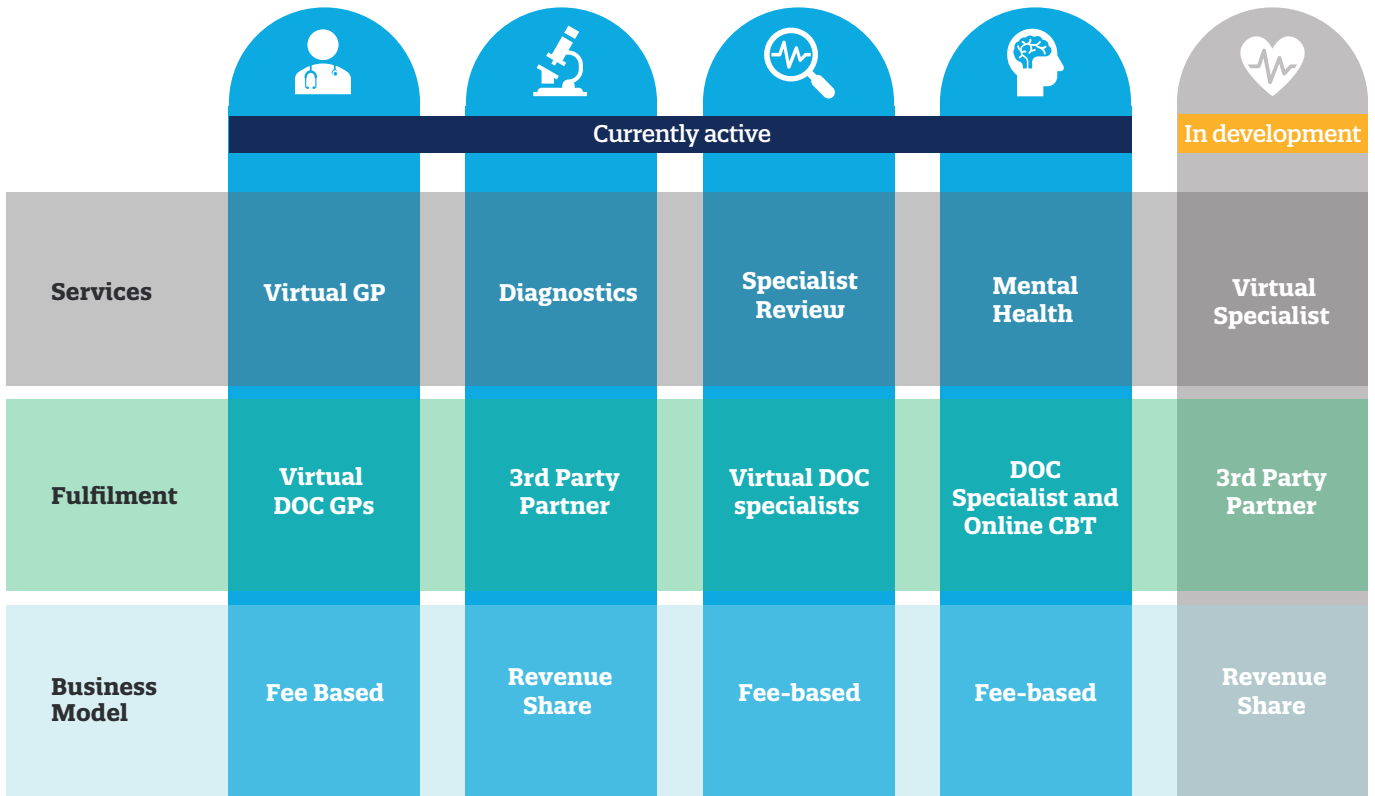 Currently active
In development
Services
Virtual GP
Diagnostics
Specialist
Review
Mental
Health
Virtual
Specialist
Fulfilment
Virtual
DOC GPs
3rd Party
Partner
Virtual DOC
specialists
DOC
Specialist and
Online CBT
3rd Party
Partner
Business
Model
Fee Based
Revenue
Share
Fee-based
Fee-based
Revenue
Share